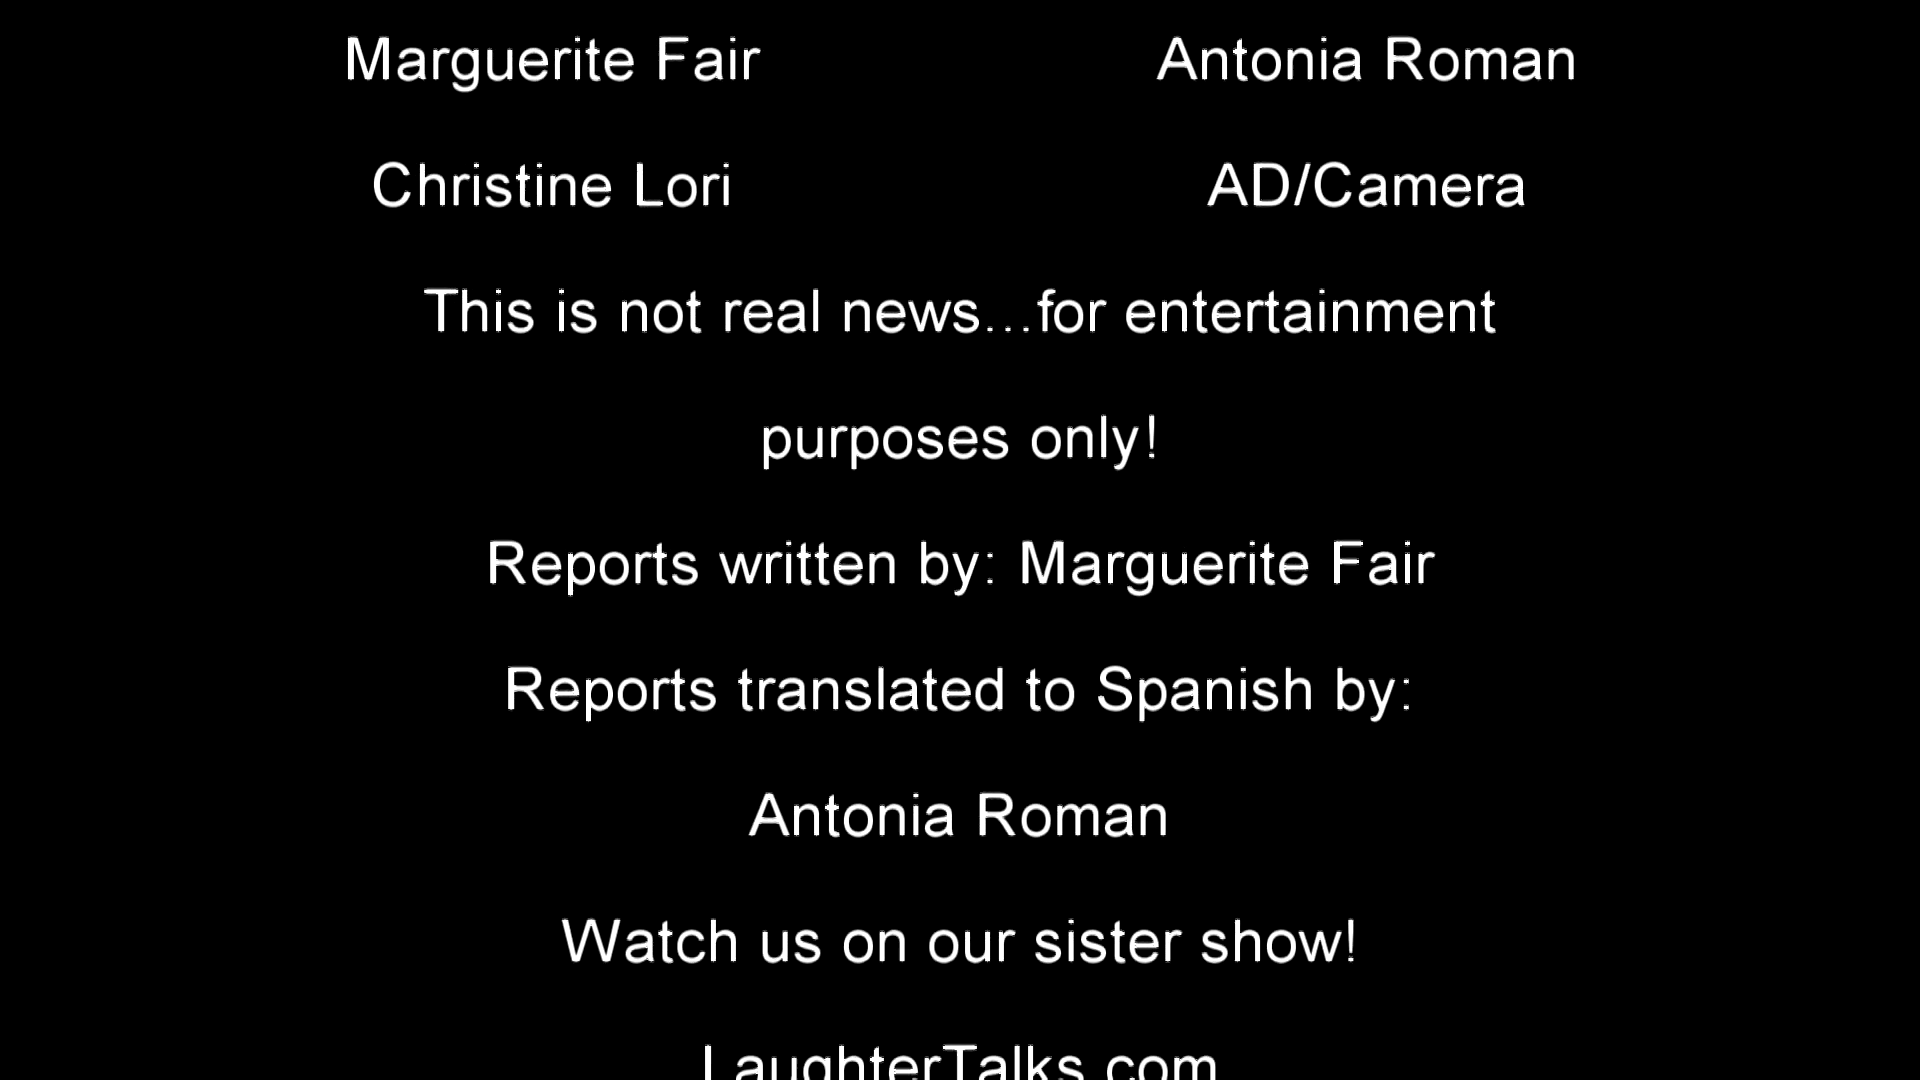 Marguerite Fair Antonia Roman
Christine Lori AD/Camera
This is not real news...for entertainment
purposes only!
Reports written by: Marguerite Fair
Reports translated to Spanish by:
Antonia Roman
Watch us on our sister show!
LaughterTalks.com